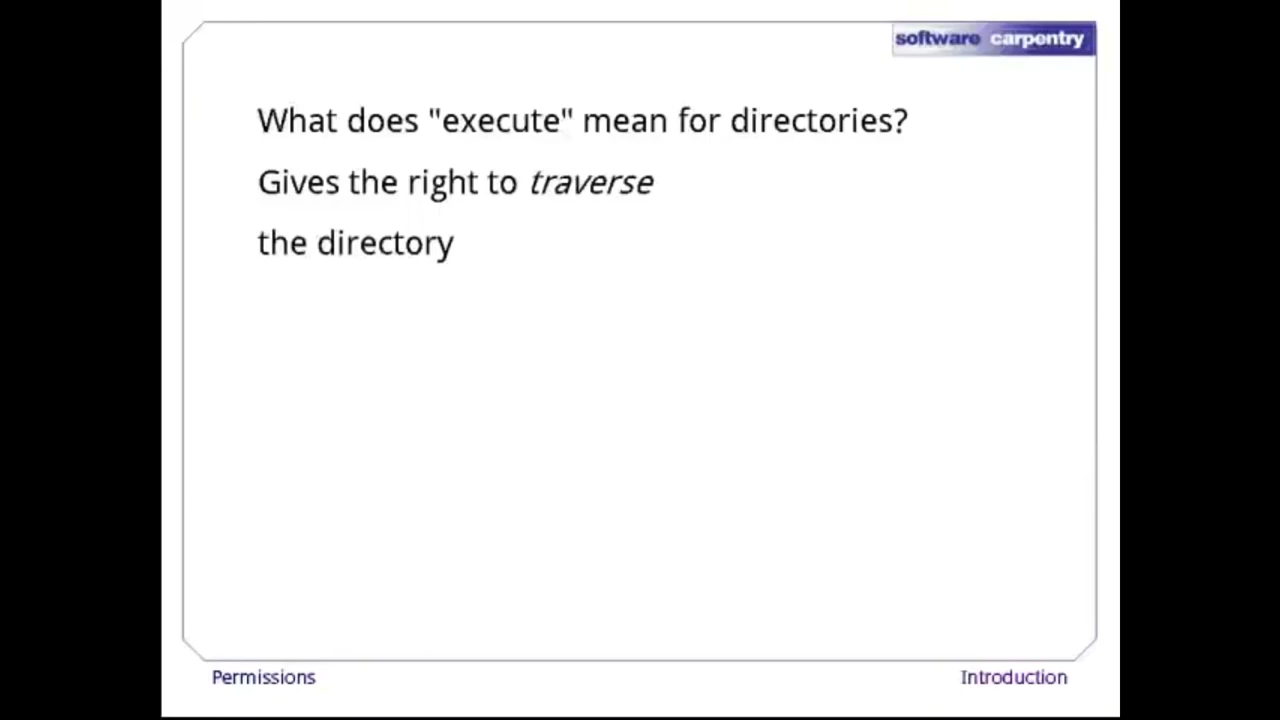 software carpentry
What does "execute" mean for directories?
Gives the right to traverse
the directory
Permissions
Introduction